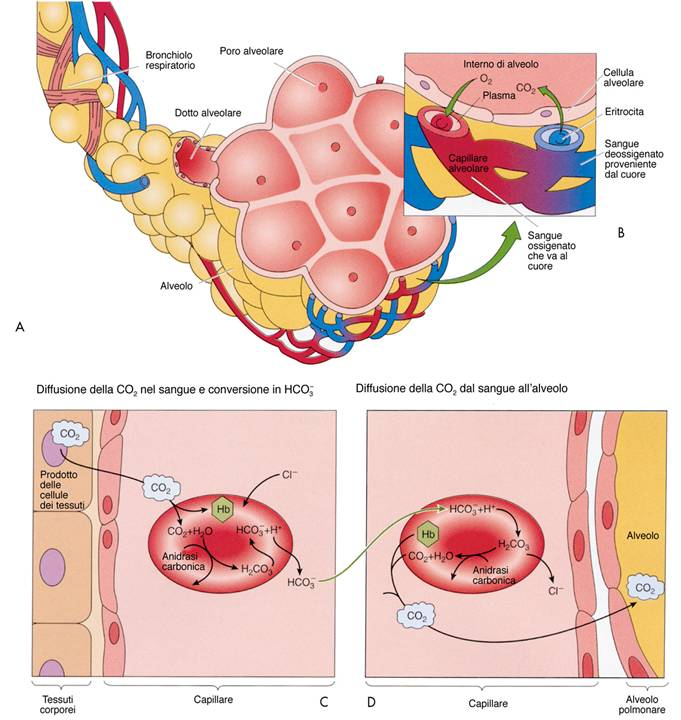 Bronchiolo
respiratorio
Poro alveolare
Dotto alveolare
Alveolo
A
Interno di alveolo
O₂
CO₂
Plasma
Capillare
alveolare
Cellula
alveolare
Eritrocita
Sangue
deossigenato
proveniente
dal cuore
Sangue
ossigenato
che va al
cuore
B
Diffusione della CO₂ nel sangue e conversione in HCO₃⁻
CO₂
Prodotto
delle
cellule
dei tessuti
CO₂
Cl⁻
Hb
CO₂+H₂O
HCO₃⁻+H⁺
Anidrasi
carbonica
H₂CO₃
HCO₃⁻
Tessuti
corporei
Capillare
C
Diffusione della CO₂ dal sangue all'alveolo
HCO₃⁻+H⁺
Hb
H₂CO₃
CO₂+H₂O
Anidrasi
carbonica
Cl⁻
CO₂
Alveolo
CO₂
D
Capillare
Alveolo
polmonare